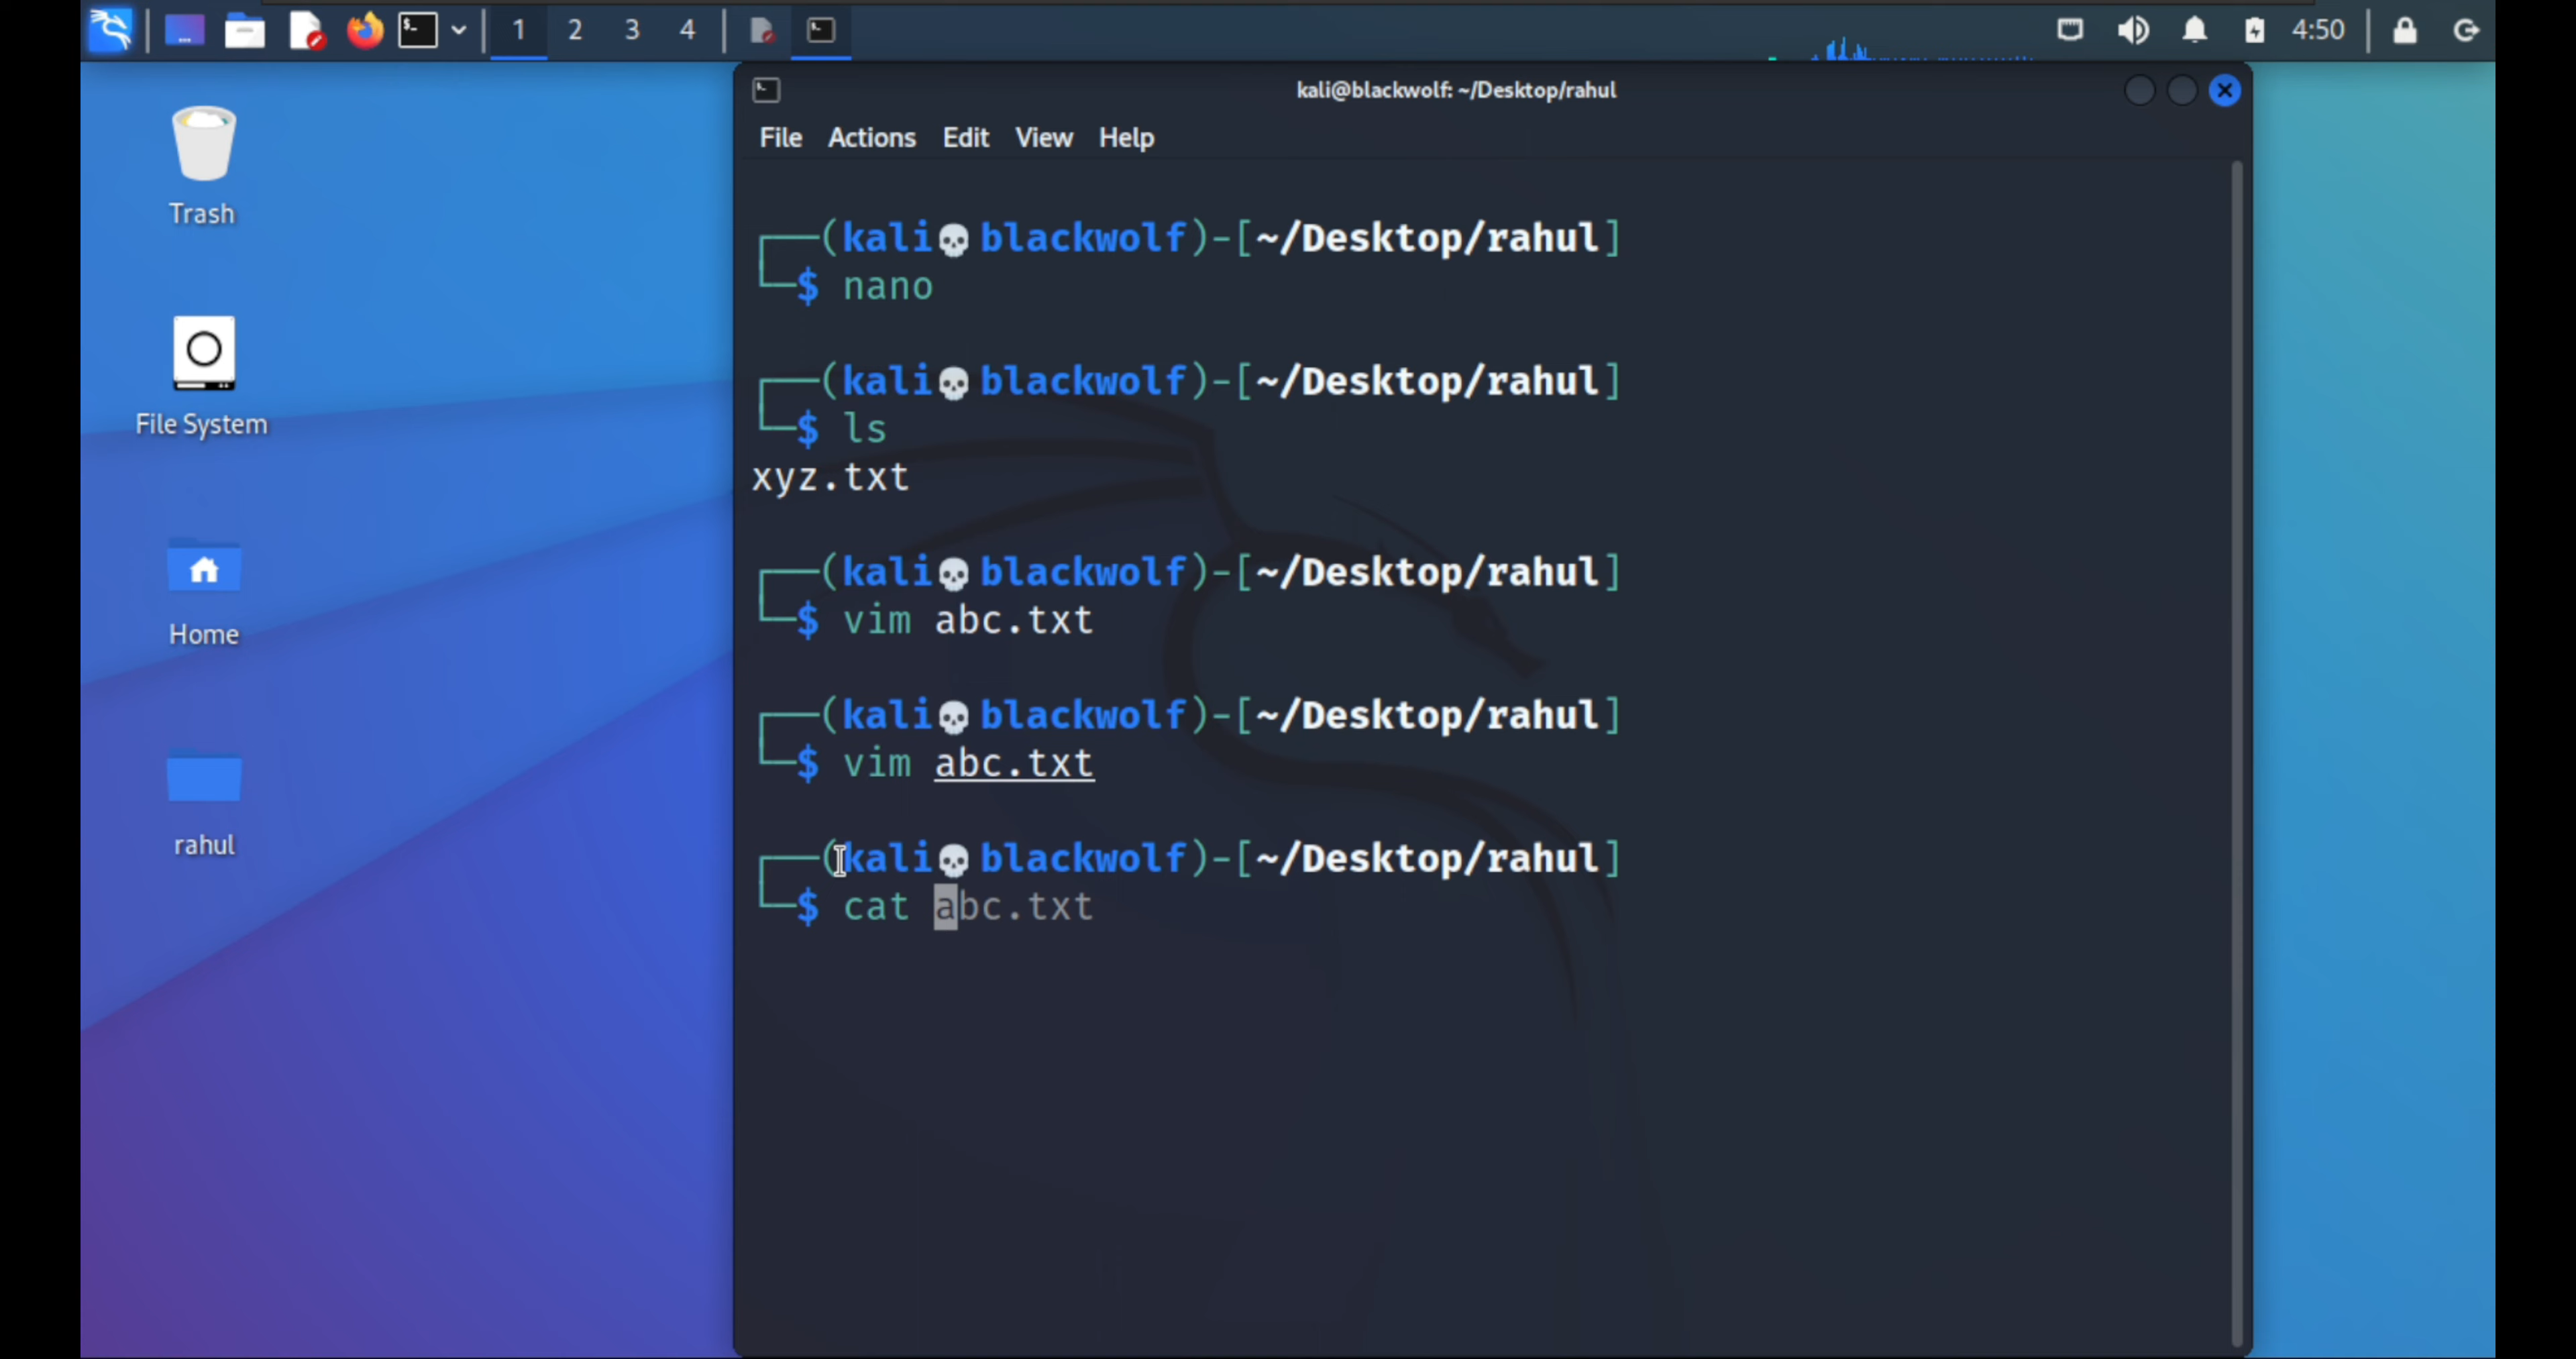 1 2 3 4 4:50
kali@blackwolf: ~/Desktop/rahul
File Actions Edit View Help
Trash
File System
Home
rahul
┌──(kali💀blackwolf)-[~/Desktop/rahul]
└─$ nano
┌──(kali💀blackwolf)-[~/Desktop/rahul]
└─$ ls
xyz.txt
┌──(kali💀blackwolf)-[~/Desktop/rahul]
└─$ vim abc.txt
┌──(kali💀blackwolf)-[~/Desktop/rahul]
└─$ vim abc.txt
┌──(kali💀blackwolf)-[~/Desktop/rahul]
└─$ cat abc.txt